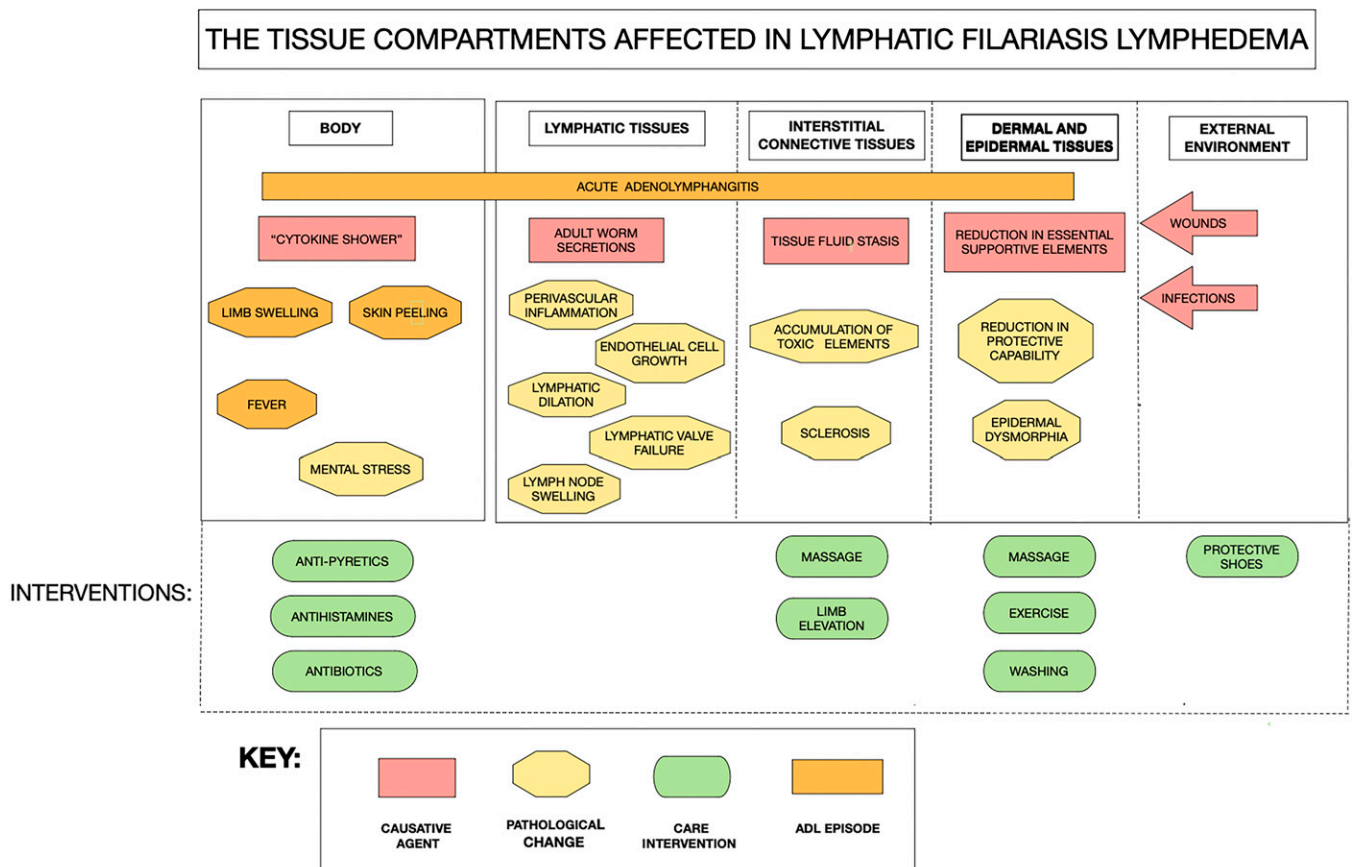 THE TISSUE COMPARTMENTS AFFECTED IN LYMPHATIC FILARIASIS LYMPHEDEMA
BODY
LYMPHATIC TISSUES
INTERSTITIAL
CONNECTIVE TISSUES
DERMAL AND
EPIDERMAL TISSUES
EXTERNAL
ENVIRONMENT
ACUTE ADENOLYMPHANGITIS
“CYTOKINE SHOWER”
ADULT WORM
SECRETIONS
TISSUE FLUID STASIS
REDUCTION IN ESSENTIAL
SUPPORTIVE ELEMENTS
WOUNDS
INFECTIONS
LIMB SWELLING
SKIN PEELING
FEVER
MENTAL STRESS
PERIVASCULAR
INFLAMMATION
ENDOTHELIAL CELL
GROWTH
LYMPHATIC
DILATION
LYMPHATIC VALVE
FAILURE
LYMPH NODE
SWELLING
ACCUMULATION OF
TOXIC ELEMENTS
SCLEROSIS
REDUCTION IN
PROTECTIVE
CAPABILITY
EPIDERMAL
DYSMORPHIA
INTERVENTIONS:
ANTI-PYRETICS
ANTIHISTAMINES
ANTIBIOTICS
MASSAGE
LIMB
ELEVATION
MASSAGE
EXERCISE
WASHING
PROTECTIVE
SHOES
KEY:
CAUSATIVE
AGENT
PATHOLOGICAL
CHANGE
CARE
INTERVENTION
ADL EPISODE